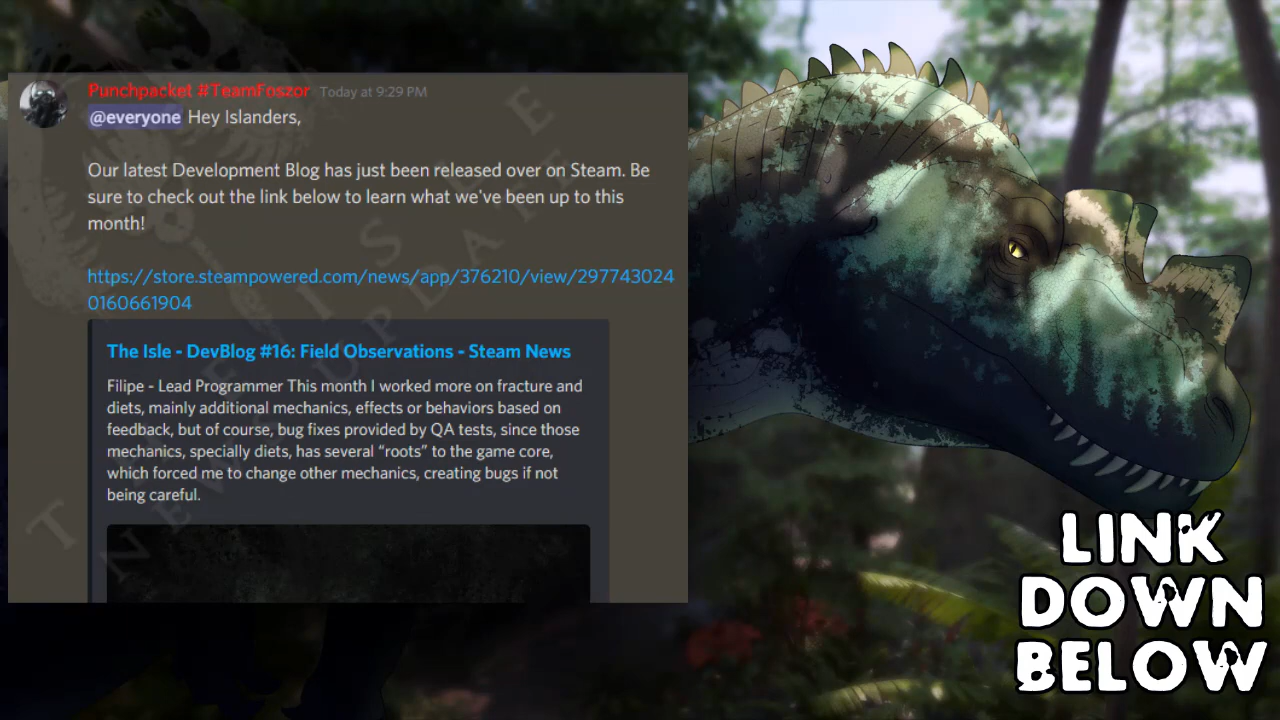 Punchpacket #TeamFoszor Today at 9:29 PM
@everyone Hey Islanders,
Our latest Development Blog has just been released over on Steam. Be
sure to check out the link below to learn what we've been up to this
month!
https://store.steampowered.com/news/app/376210/view/297743024
0160661904
The Isle - DevBlog #16: Field Observations - Steam News
Filipe - Lead Programmer This month I worked more on fracture and
diets, mainly additional mechanics, effects or behaviors based on
feedback, but of course, bug fixes provided by QA tests, since those
mechanics, specially diets, has several “roots” to the game core,
which forced me to change other mechanics, creating bugs if not
being careful.
THE ISLE
NEWS UPDATE
LINK
DOWN
BELOW